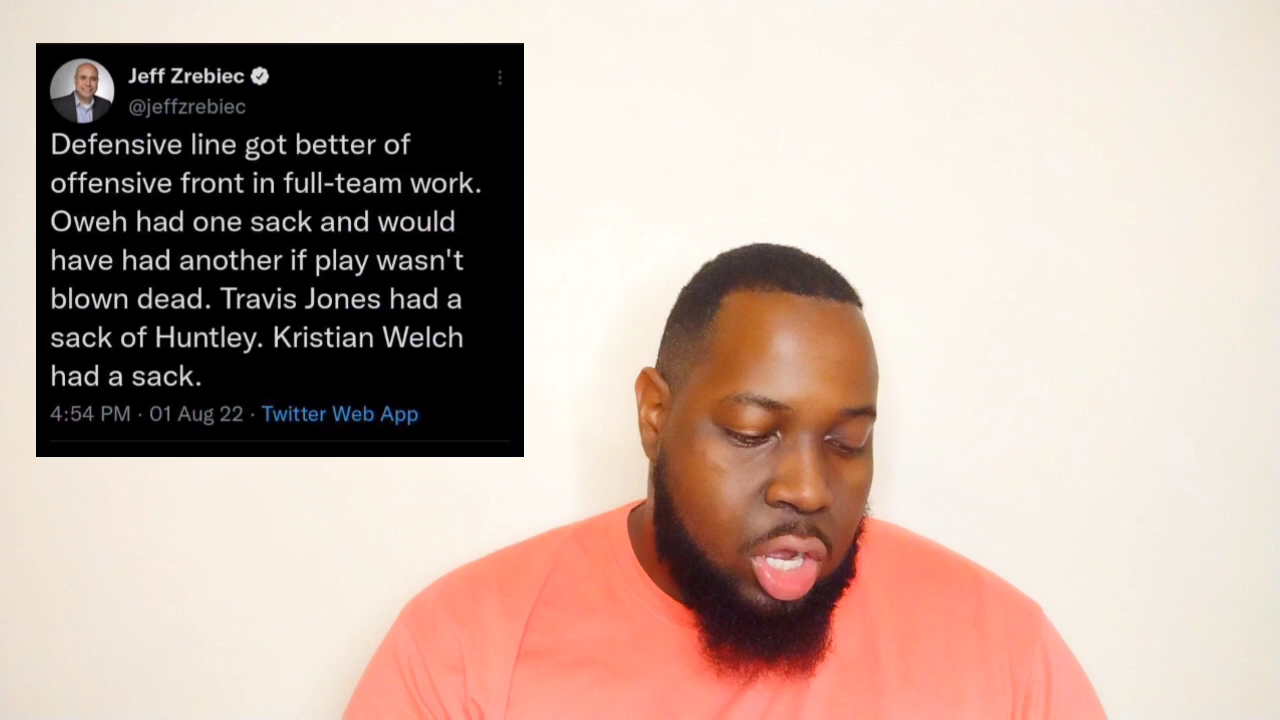 Jeff Zrebiec
@jeffzrebiec
Defensive line got better of
offensive front in full-team work.
Oweh had one sack and would
have had another if play wasn't
blown dead. Travis Jones had a
sack of Huntley. Kristian Welch
had a sack.
4:54 PM · 01 Aug 22 · Twitter Web App